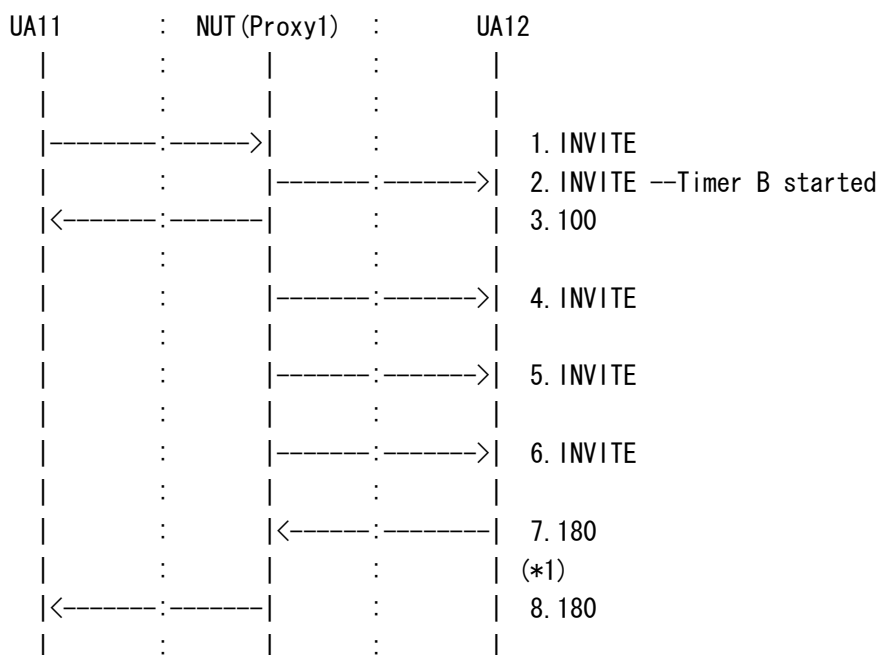 UA11 : NUT(Proxy1) : UA12
| : | : |
| : | : |
|--------:------>| : | 1. INVITE
| : |-------:------->| 2. INVITE --Timer B started
|<------:-------| : | 3. 100
| : | : |
| : |-------:------->| 4. INVITE
| : | : |
| : |-------:------->| 5. INVITE
| : | : |
| : |-------:------->| 6. INVITE
| : | : |
| : |<------:--------| 7. 180
| : | : | (*1)
|<------:-------| : | 8. 180
| : | : |